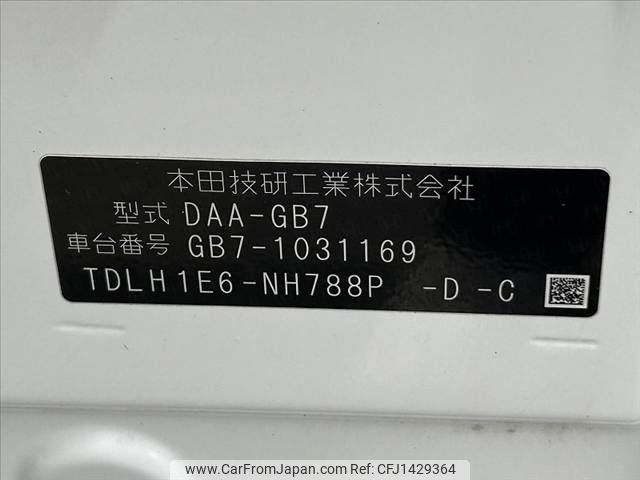 本田技研工業株式会社
型式 DAA-GB7
車台番号 GB7-1031169
TDLH1E6-NH788P -D -C
www.CarFromJapan.com | CFJ1429364